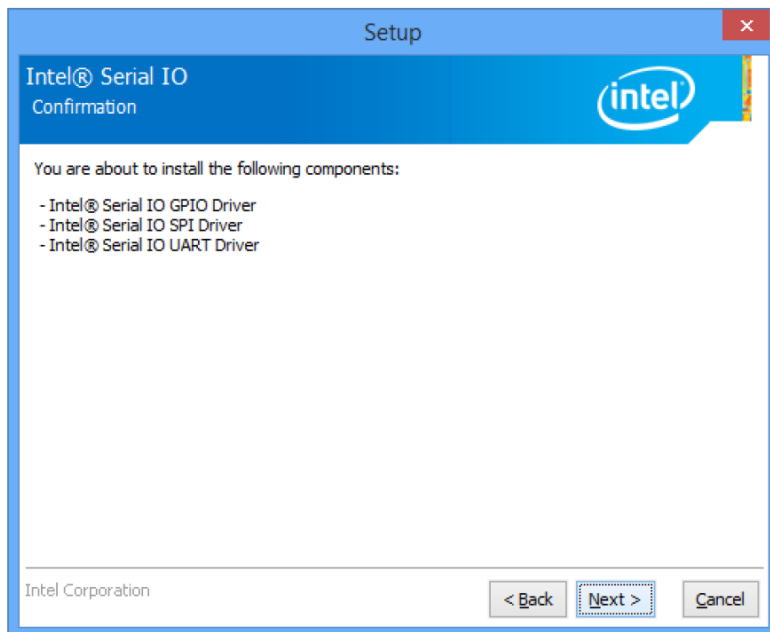 Setup
Intel® Serial IO
Confirmation
intel
You are about to install the following components:
- Intel® Serial IO GPIO Driver
- Intel® Serial IO SPI Driver
- Intel® Serial IO UART Driver
Intel Corporation
< Back
Next >
Cancel